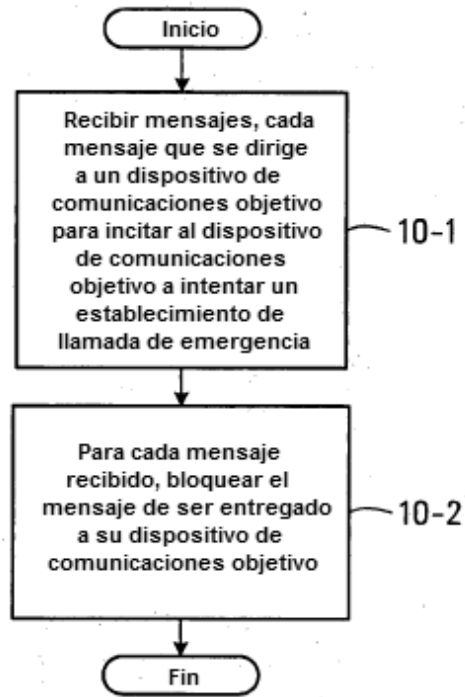 Inicio
Recibir mensajes, cada
mensaje que se dirige
a un dispositivo de
comunicaciones objetivo
para incitar al dispositivo
de comunicaciones
objetivo a intentar un
establecimiento de
llamada de emergencia
10-1
Para cada mensaje
recibido, bloquear el
mensaje de ser entregado
a su dispositivo de
comunicaciones objetivo
10-2
Fin